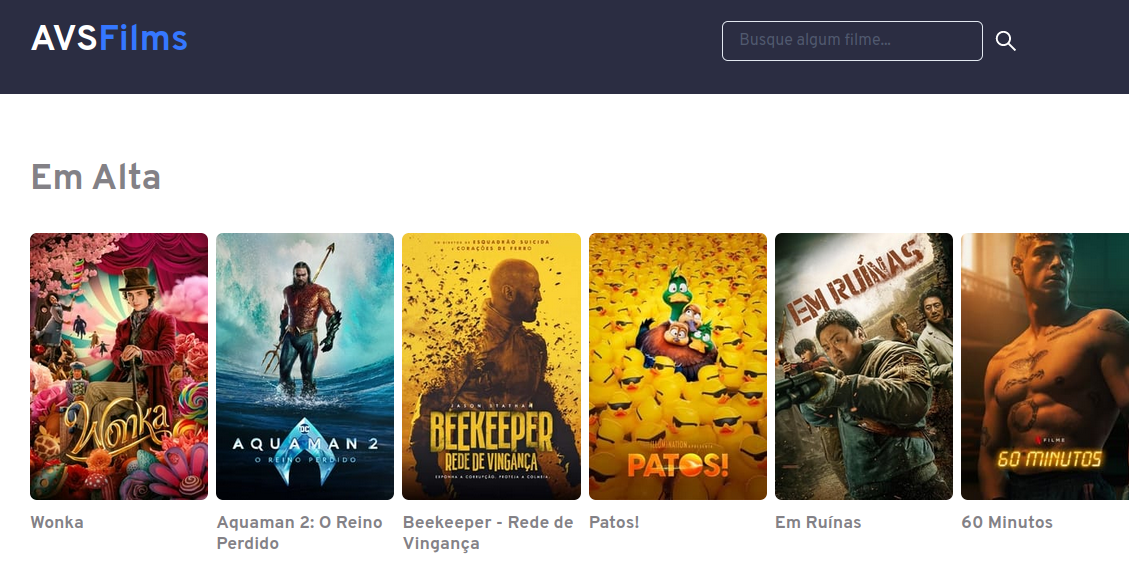 AVSFilms
Busque algum filme...
Em Alta
Wonka
DC
AQUAMAN 2
O REINO PERDIDO
DO DIRETOR DE ESQUADRÃO SUICIDA
E CORAÇÕES DE FERRO
JASON STATHAM
BEEKEEPER
REDE DE VINGANÇA
EXPONHA A CORRUPÇÃO. PROTEJA A COLMEIA.
ILLUMINATION APRESENTA
PATOS!
EM RUÍNAS
N FILME
60 MINUTOS
Wonka
Aquaman 2: O Reino
Perdido
Beekeeper - Rede de
Vingança
Patos!
Em Ruínas
60 Minutos